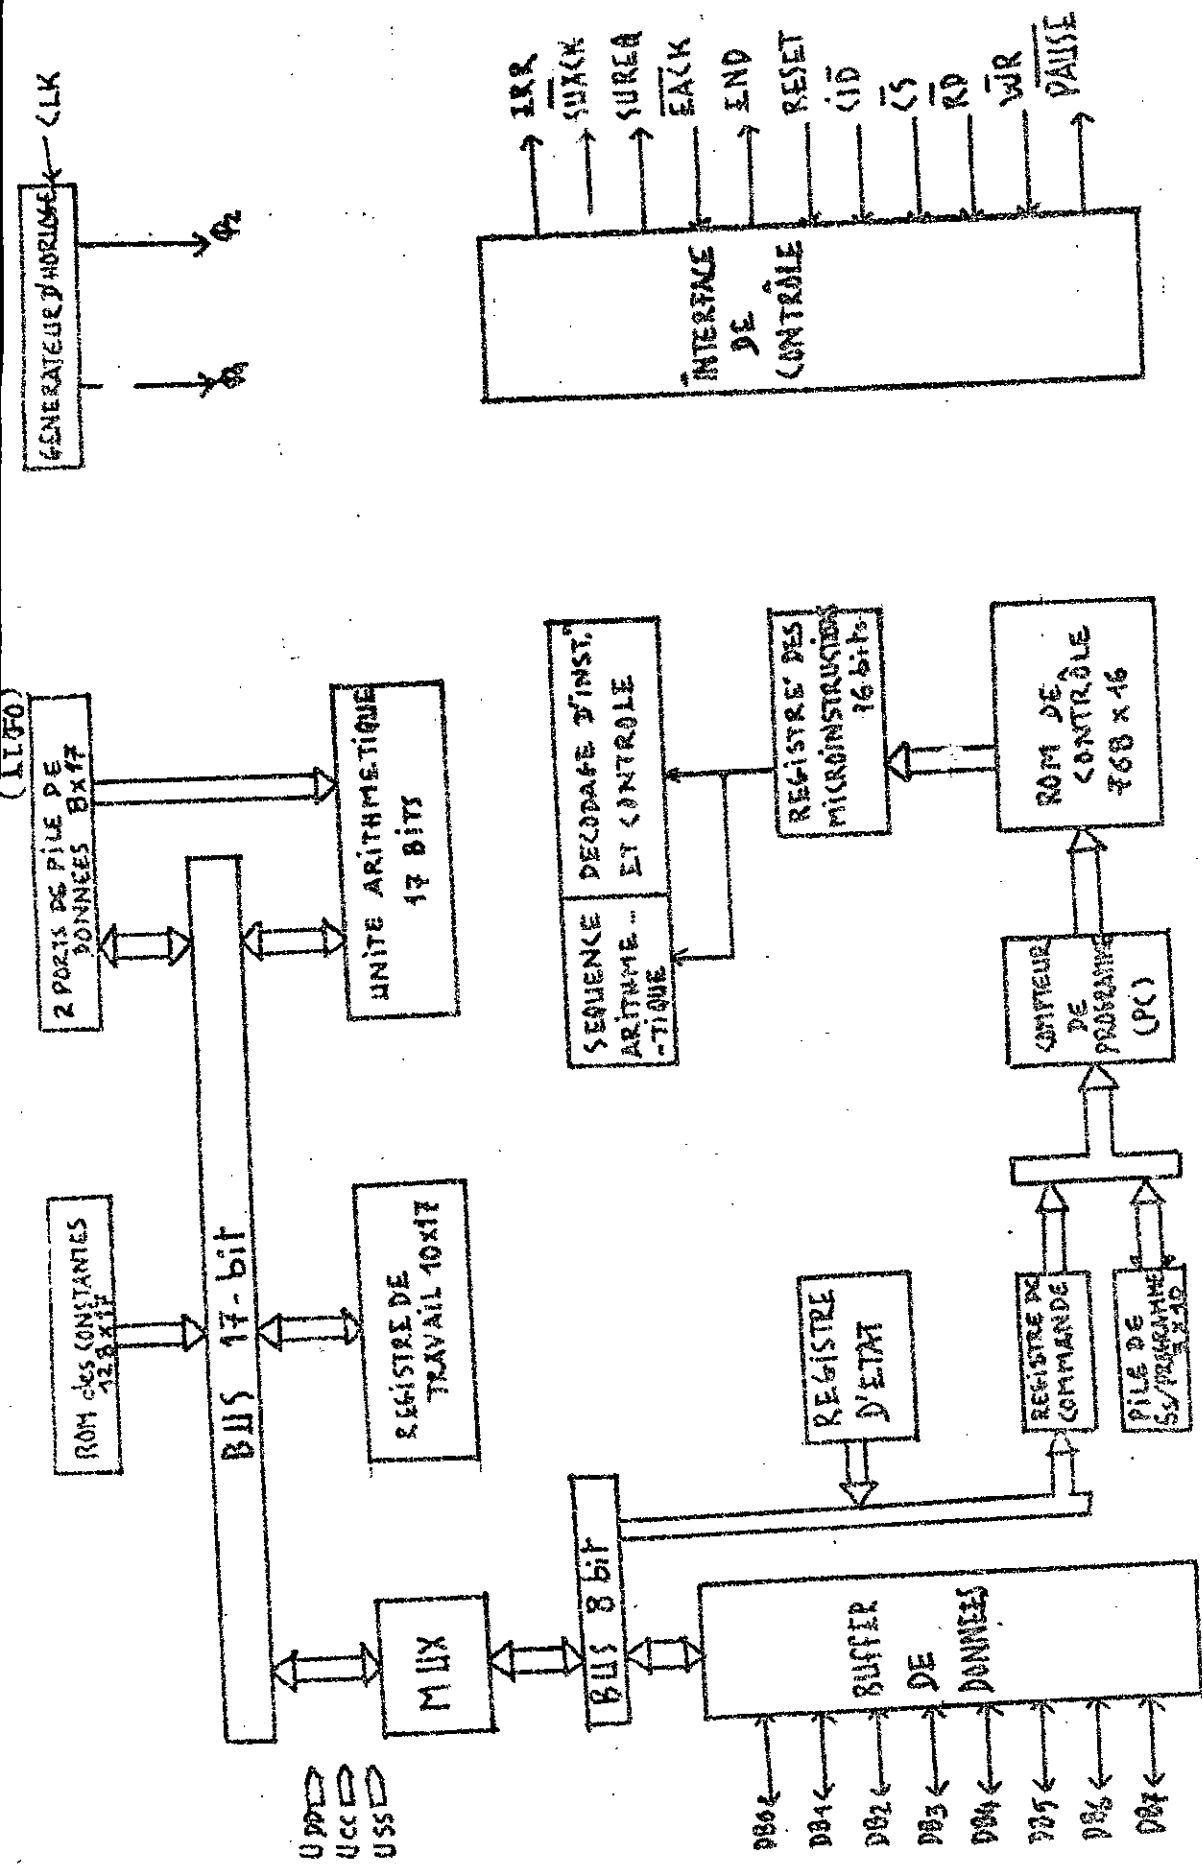 (LIFO)
2 PORTS DE PILE DE
DONNEES 8x17
GENERATEUR D'HORLOGE
CLK
Φ1
Φ2
ROM des CONSTANTES
128x17
BUS 17-bit
UNITE ARITHMETIQUE
17 BITS
REGISTRE DE
TRAVAIL 10x17
UDD
UCC
USS
MUX
BUS 8 bit
SEQUENCE
ARITHME-
-TIQUE
DECODAGE D'INST.
ET CONTROLE
REGISTRE DES
MICROINSTRUCTIONS
16 bits
ROM DE
CONTRÔLE
768 x 16
COMPTEUR
DE
PROGRAMME
(PC)
REGISTRE
D'ETAT
REGISTRE DE
COMMANDE
PILE DE
Ss/PROGRAMME
3x10
BUFFER
DE
DONNEES
DB0
DB1
DB2
DB3
DB4
DB5
DB6
DB7
INTERFACE
DE
CONTRÔLE
ERR
SVACK
SVREQ
EACK
END
RESET
C/D
CS
RD
WR
PAUSE